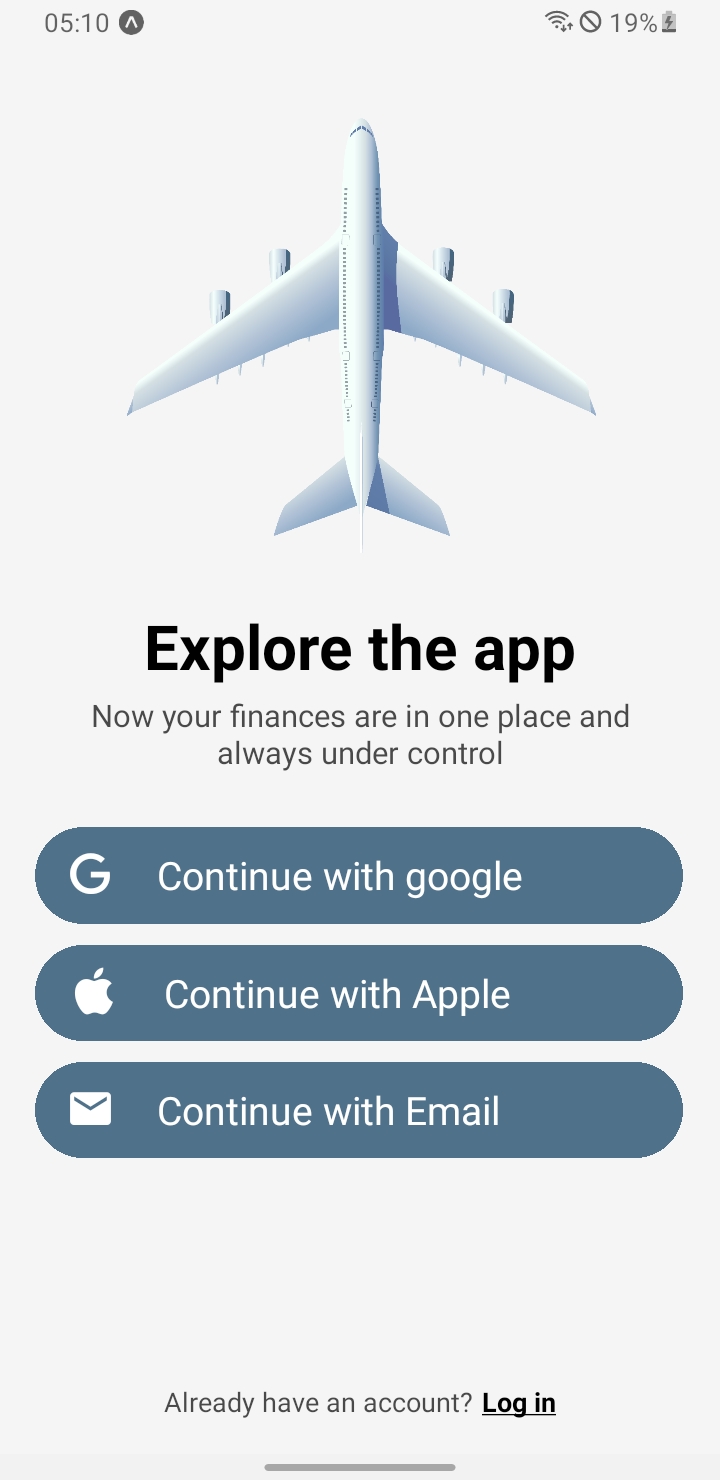 05:10 19%
Explore the app
Now your finances are in one place and
always under control
Continue with google
Continue with Apple
Continue with Email
Already have an account? Log in